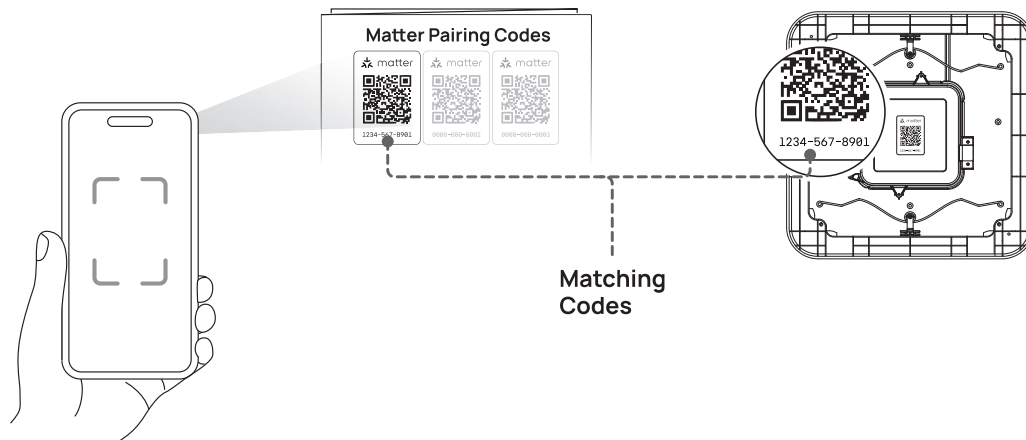 Matter Pairing Codes
matter matter matter
1234-567-8901 0000-000-0002 0000-000-0003
1234-567-8901
matter
Matching
Codes